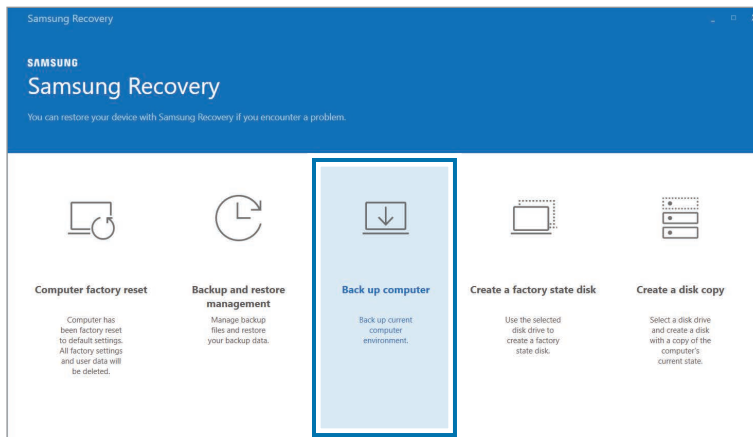 Samsung Recovery
SAMSUNG
Samsung Recovery
You can restore your device with Samsung Recovery if you encounter a problem.
Computer factory reset
Computer has
been factory reset
to default settings.
All factory settings
and user data will
be deleted.
Backup and restore
management
Manage backup
files and restore
your backup data.
Back up computer
Back up current
computer
environment.
Create a factory state disk
Use the selected
disk drive to
create a factory
state disk.
Create a disk copy
Select a disk drive
and create a disk
with a copy of the
computer's
current state.